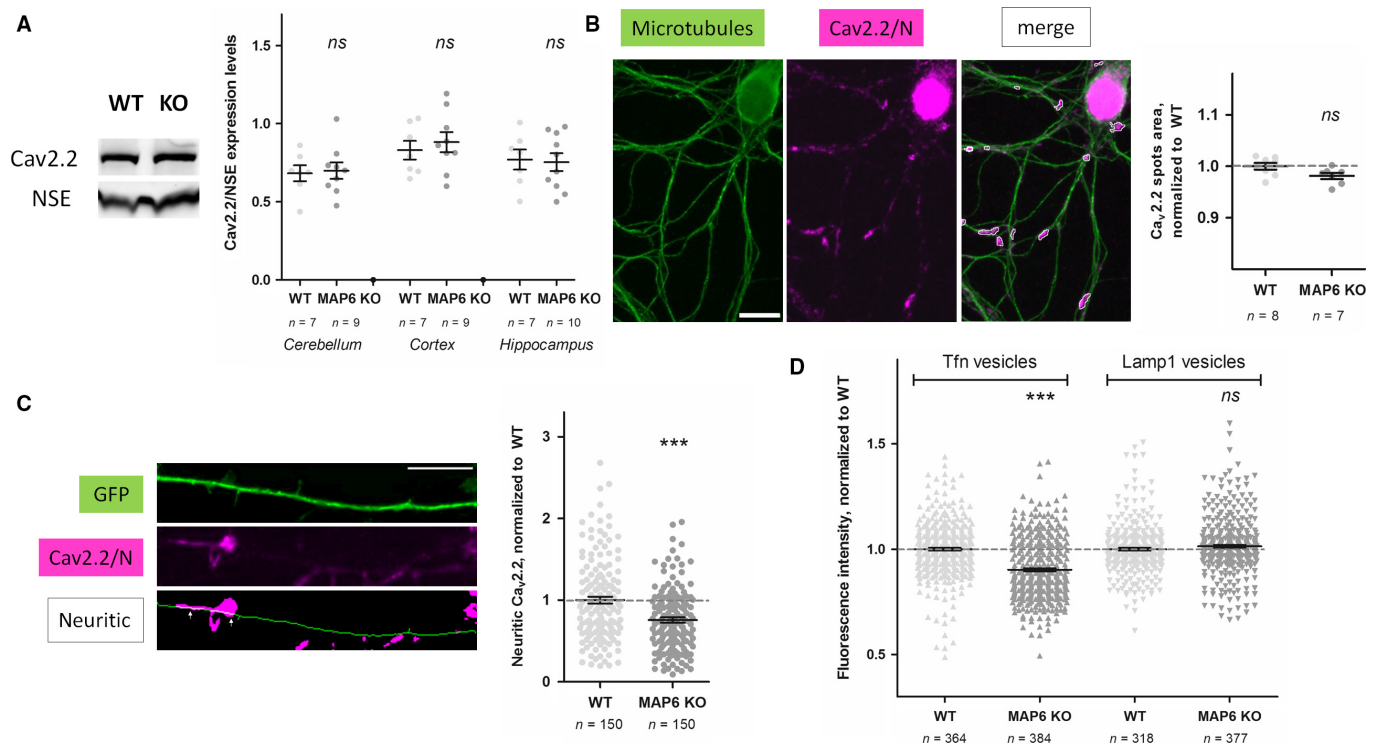 A
WT KO
Cav2.2
NSE
Cav2.2/NSE expression levels
1.5
1.0
0.5
0.0
ns ns ns
WT MAP6 KO WT MAP6 KO WT MAP6 KO
n = 7 n = 9 n = 7 n = 9 n = 7 n = 10
Cerebellum Cortex Hippocampus
B
Microtubules Cav2.2/N merge
Cav2.2 spots area,
normalized to WT
1.1
1.0
0.9
ns
WT MAP6 KO
n = 8 n = 7
C
GFP
Cav2.2/N
Neuritic
Neuritic Cav2.2, normalized to WT
3
2
1
0
***
WT MAP6 KO
n = 150 n = 150
D
Fluorescence intensity, normalized to WT
1.5
1.0
0.5
Tfn vesicles Lamp1 vesicles
*** ns
WT MAP6 KO WT MAP6 KO
n = 364 n = 384 n = 318 n = 377